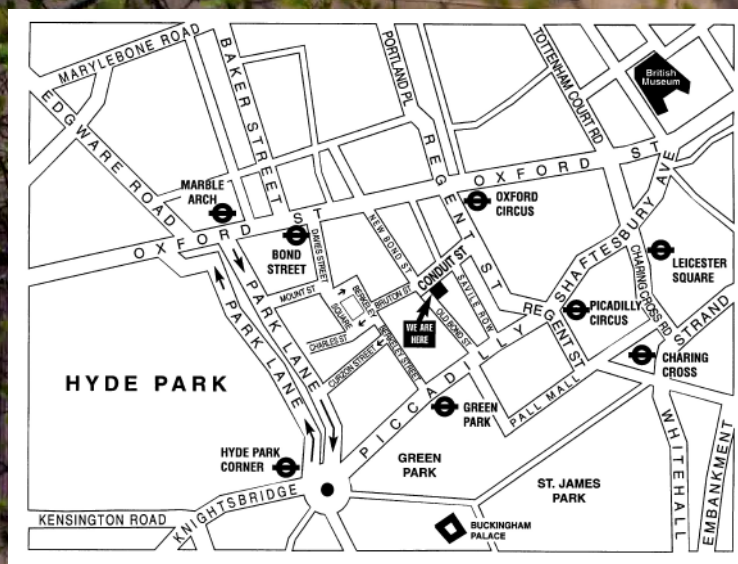 MARYLEBONE ROAD
BAKER STREET
PORTLAND PL
TOTTENHAM COURT RD
British
Museum
EDGWARE ROAD
MARBLE
ARCH
OXFORD ST
OXFORD ST
REGENT ST
OXFORD
CIRCUS
SHAFTESBURY AVE
BOND
STREET
DAVIES STREET
NEW BOND ST
CONDUIT ST
SAVILE ROW
LEICESTER
SQUARE
CHARING CROSS RD
MOUNT ST
BERKELEY
SQUARE
BRUTON ST
OLD BOND ST
WE ARE
HERE
REGENT ST
PICADILLY
CIRCUS
STRAND
CHARLES ST
CURZON STREET
BERKELEY STREET
PARK LANE
PARK LANE
PICCADILLY
CHARING
CROSS
HYDE PARK
GREEN
PARK
PALL MALL
WHITEHALL
EMBANKMENT
HYDE PARK
CORNER
GREEN
PARK
ST. JAMES
PARK
KNIGHTSBRIDGE
KENSINGTON ROAD
BUCKINGHAM
PALACE